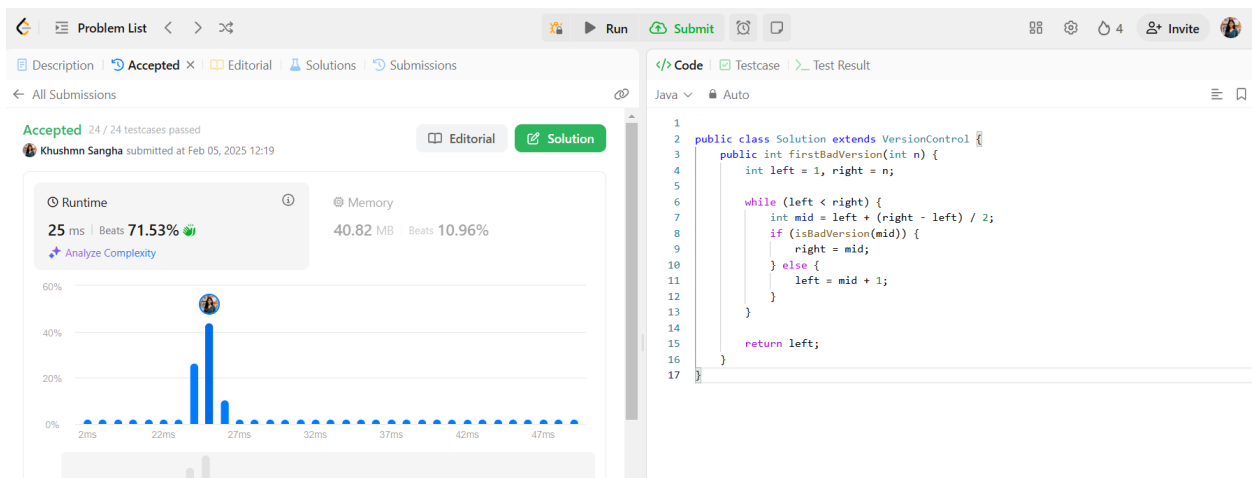 Problem List
Run
Submit
4
Invite
Description
Accepted
Editorial
Solutions
Submissions
Code
Testcase
Test Result
All Submissions
Java
Auto
Accepted 24 / 24 testcases passed
Khushmn Sangha submitted at Feb 05, 2025 12:19
Editorial
Solution
Runtime
25 ms Beats 71.53%
Analyze Complexity
Memory
40.82 MB Beats 10.96%
60%
40%
20%
0%
2ms 22ms 27ms 32ms 37ms 42ms 47ms
1
2 public class Solution extends VersionControl {
3 public int firstBadVersion(int n) {
4 int left = 1, right = n;
5
6 while (left < right) {
7 int mid = left + (right - left) / 2;
8 if (isBadVersion(mid)) {
9 right = mid;
10 } else {
11 left = mid + 1;
12 }
13 }
14
15 return left;
16 }
17 }